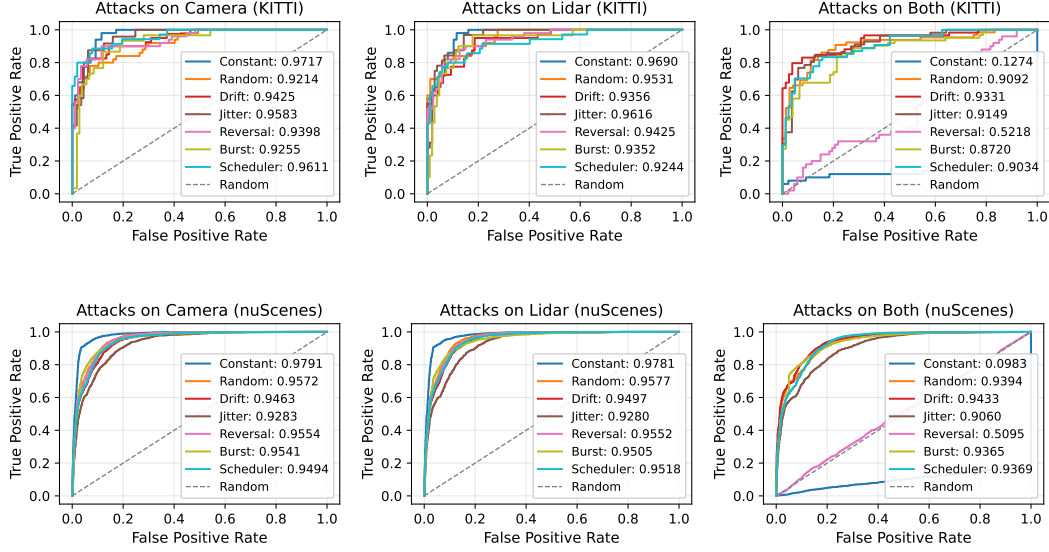 Attacks on Camera (KITTI)
True Positive Rate
1.0
0.8
0.6
0.4
0.2
0.0
Constant: 0.9717
Random: 0.9214
Drift: 0.9425
Jitter: 0.9583
Reversal: 0.9398
Burst: 0.9255
Scheduler: 0.9611
Random
0.0 0.2 0.4 0.6 0.8 1.0
False Positive Rate
Attacks on Lidar (KITTI)
True Positive Rate
1.0
0.8
0.6
0.4
0.2
0.0
Constant: 0.9690
Random: 0.9531
Drift: 0.9356
Jitter: 0.9616
Reversal: 0.9425
Burst: 0.9352
Scheduler: 0.9244
Random
0.0 0.2 0.4 0.6 0.8 1.0
False Positive Rate
Attacks on Both (KITTI)
True Positive Rate
1.0
0.8
0.6
0.4
0.2
0.0
Constant: 0.1274
Random: 0.9092
Drift: 0.9331
Jitter: 0.9149
Reversal: 0.5218
Burst: 0.8720
Scheduler: 0.9034
Random
0.0 0.2 0.4 0.6 0.8 1.0
False Positive Rate
Attacks on Camera (nuScenes)
True Positive Rate
1.0
0.8
0.6
0.4
0.2
0.0
Constant: 0.9791
Random: 0.9572
Drift: 0.9463
Jitter: 0.9283
Reversal: 0.9554
Burst: 0.9541
Scheduler: 0.9494
Random
0.0 0.2 0.4 0.6 0.8 1.0
False Positive Rate
Attacks on Lidar (nuScenes)
True Positive Rate
1.0
0.8
0.6
0.4
0.2
0.0
Constant: 0.9781
Random: 0.9577
Drift: 0.9497
Jitter: 0.9280
Reversal: 0.9552
Burst: 0.9505
Scheduler: 0.9518
Random
0.0 0.2 0.4 0.6 0.8 1.0
False Positive Rate
Attacks on Both (nuScenes)
True Positive Rate
1.0
0.8
0.6
0.4
0.2
0.0
Constant: 0.0983
Random: 0.9394
Drift: 0.9433
Jitter: 0.9060
Reversal: 0.5095
Burst: 0.9365
Scheduler: 0.9369
Random
0.0 0.2 0.4 0.6 0.8 1.0
False Positive Rate